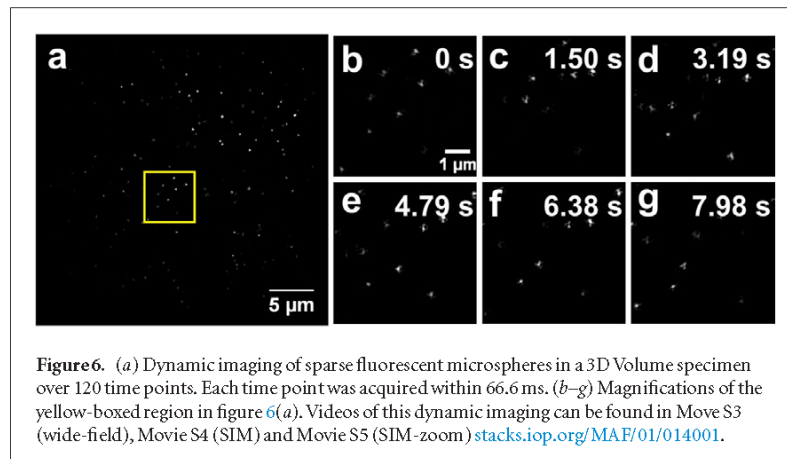 a
b 0 s
c 1.50 s
d 3.19 s
1 µm
e 4.79 s
f 6.38 s
g 7.98 s
5 µm
Figure 6. (a) Dynamic imaging of sparse fluorescent microspheres in a 3D Volume specimen
over 120 time points. Each time point was acquired within 66.6 ms. (b–g) Magnifications of the
yellow-boxed region in figure 6(a). Videos of this dynamic imaging can be found in Move S3
(wide-field), Movie S4 (SIM) and Movie S5 (SIM-zoom) stacks.iop.org/MAF/01/014001.